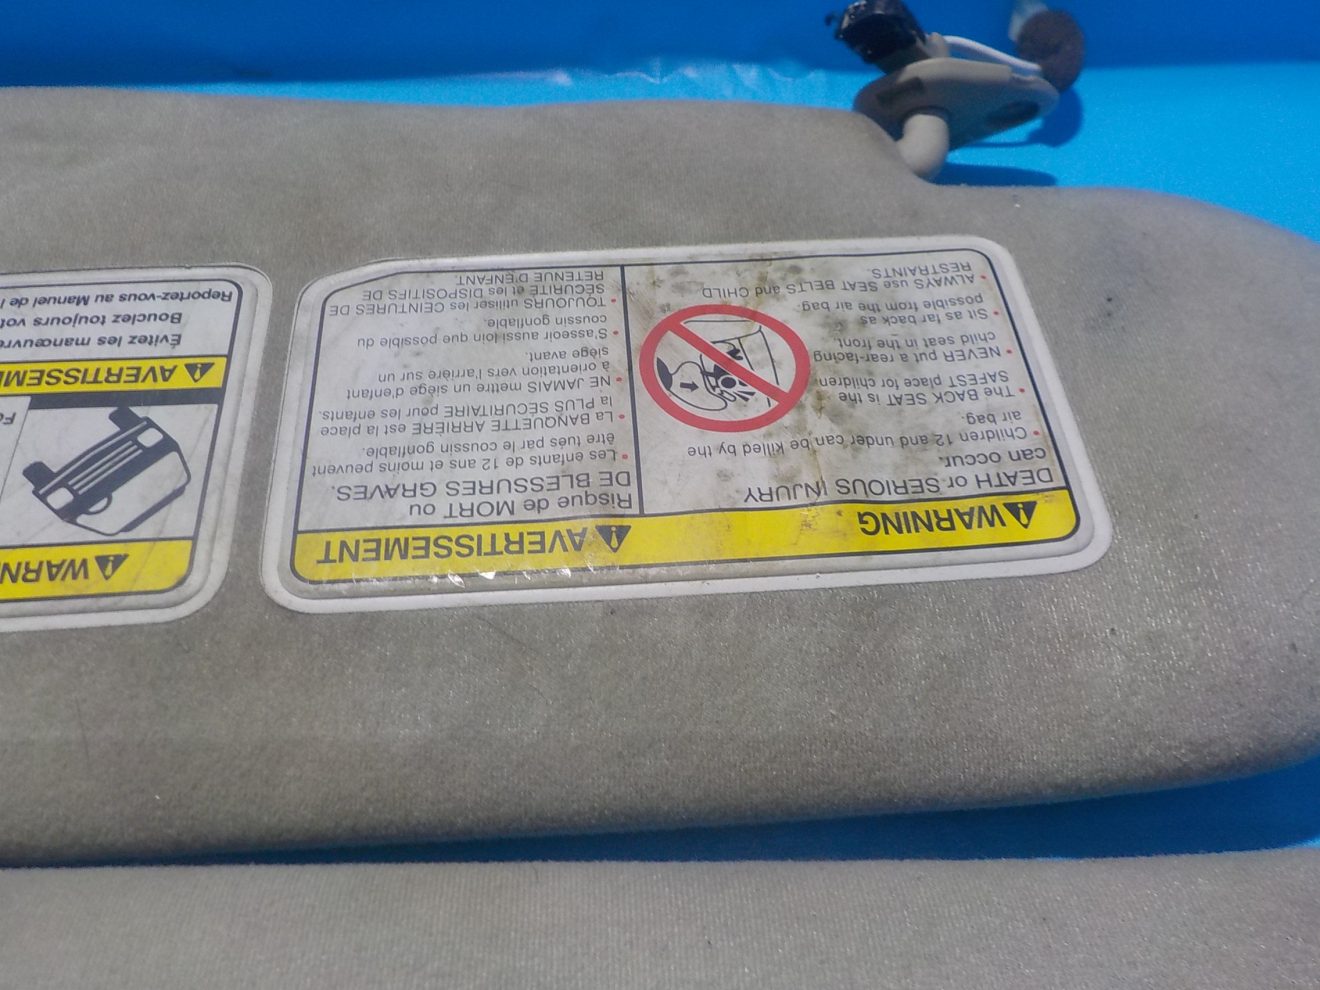 WARNING
DEATH or SERIOUS INJURY
can occur.
• Children 12 and under can be killed by the
air bag.
• The BACK SEAT is the
SAFEST place for children.
• NEVER put a rear-facing
child seat in the front.
• Sit as far back as
possible from the air bag.
• ALWAYS use SEAT BELTS and CHILD
RESTRAINTS.
AVERTISSEMENT
Risque de MORT ou
DE BLESSURES GRAVES.
• Les enfants de 12 ans et moins peuvent
être tués par le coussin gonflable.
• La BANQUETTE ARRIÈRE est la place
la PLUS SÉCURITAIRE pour les enfants.
• NE JAMAIS mettre un siège d'enfant
à orientation vers l'arrière sur un
siège avant.
• S'asseoir aussi loin que possible du
coussin gonflable.
• TOUJOURS utiliser les CEINTURES DE
SÉCURITÉ et les DISPOSITIFS DE
RETENUE D'ENFANT.
WARNI
Fo
AVERTISSEM
Évitez les manœuvre
Bouclez toujours vot
Reportez-vous au Manuel de l